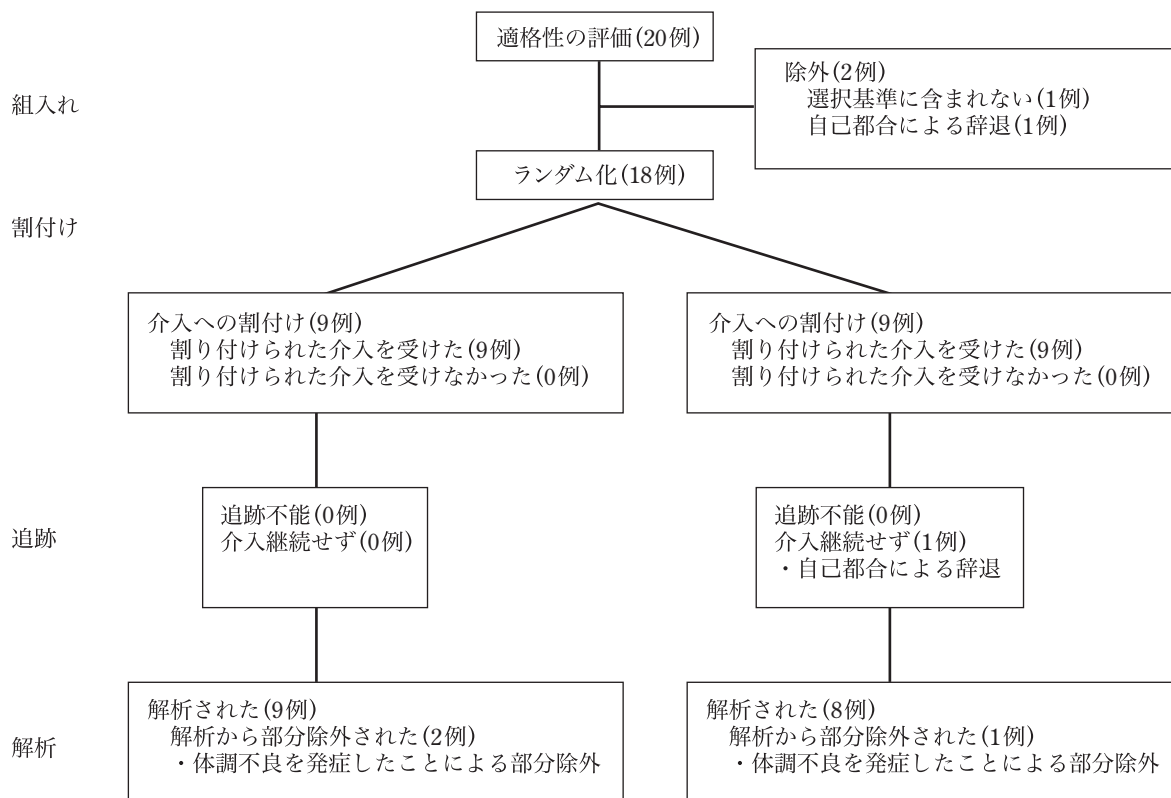 適格性の評価(20例)
除外(2例)
選択基準に含まれない(1例)
自己都合による辞退(1例)
組入れ
ランダム化(18例)
割付け
介入への割付け(9例)
割り付けられた介入を受けた(9例)
割り付けられた介入を受けなかった(0例)
介入への割付け(9例)
割り付けられた介入を受けた(9例)
割り付けられた介入を受けなかった(0例)
追跡
追跡不能(0例)
介入継続せず(0例)
追跡不能(0例)
介入継続せず(1例)
・自己都合による辞退
解析
解析された(9例)
解析から部分除外された(2例)
・体調不良を発症したことによる部分除外
解析された(8例)
解析から部分除外された(1例)
・体調不良を発症したことによる部分除外